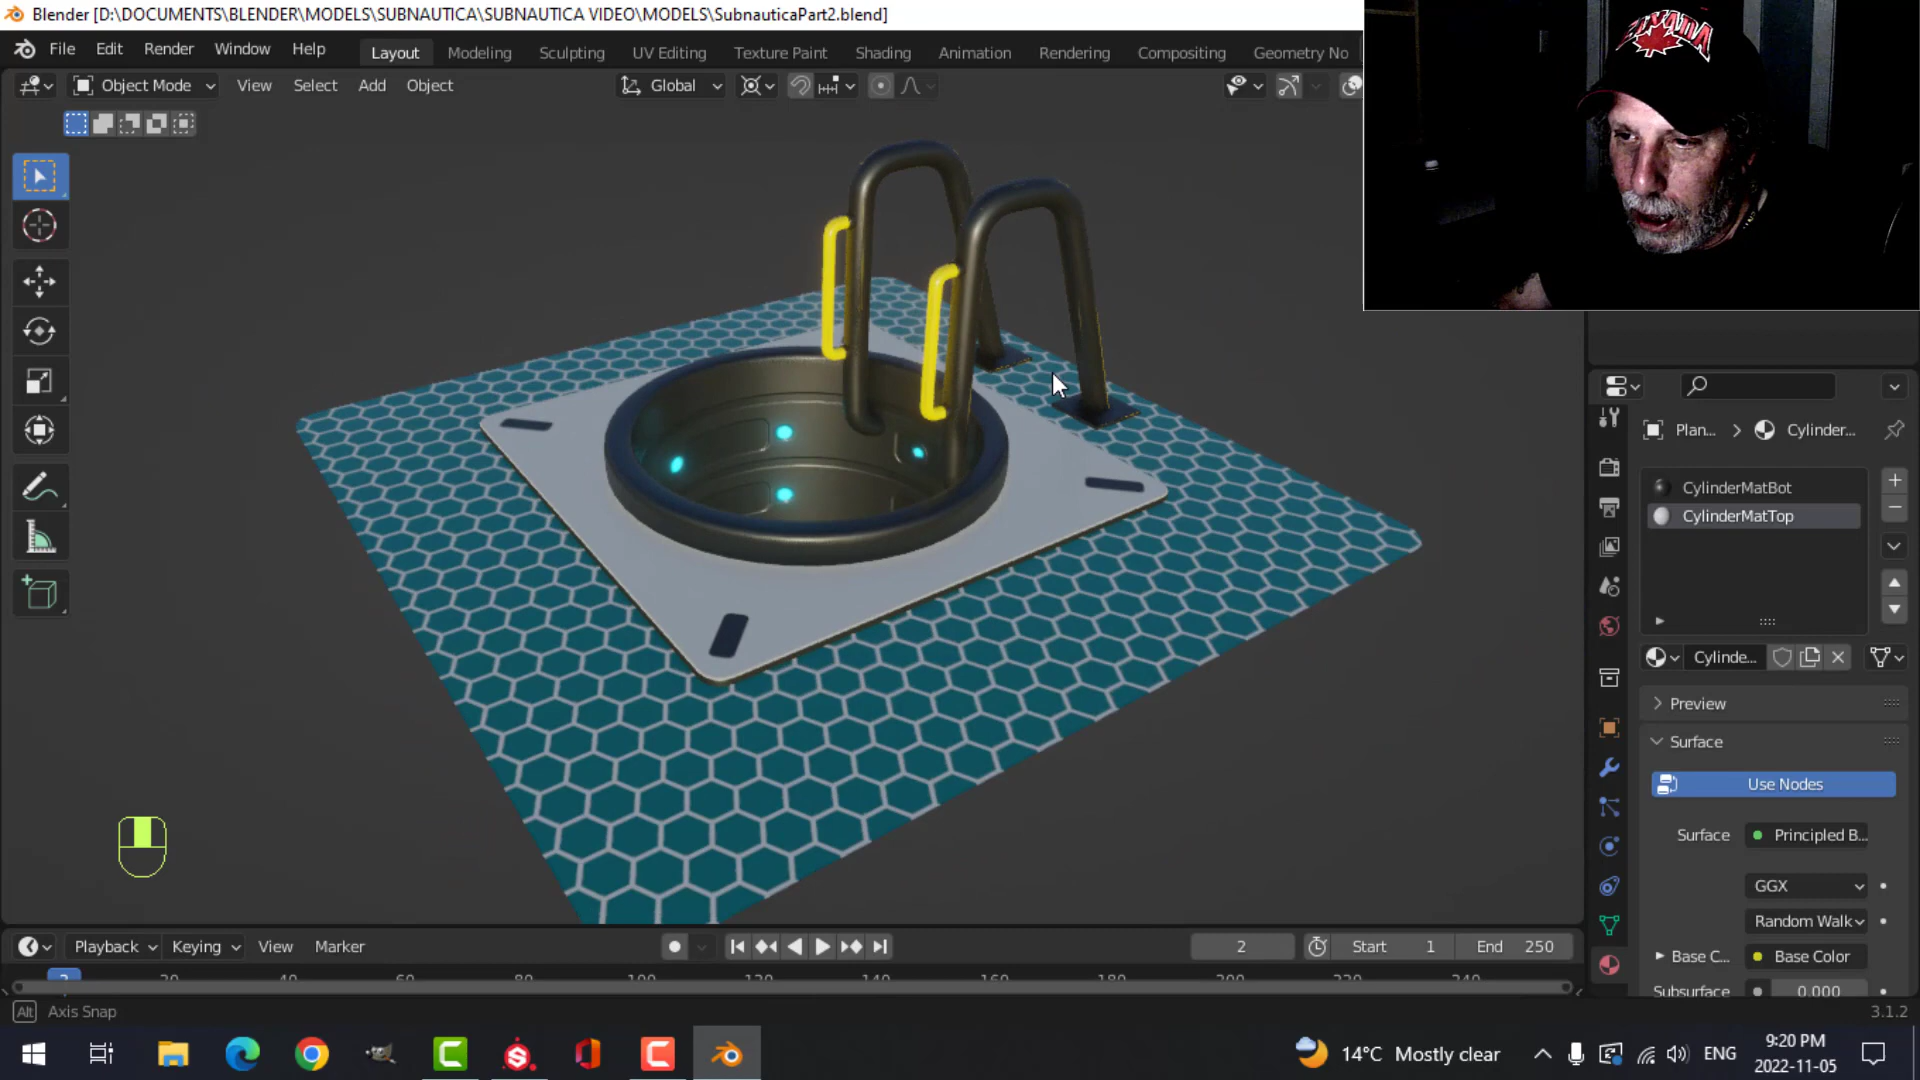 Blender [D:\DOCUMENTS\BLENDER\MODELS\SUBNAUTICA\SUBNAUTICA VIDEO\MODELS\SubnauticaPart2.blend]
File Edit Render Window Help Layout Modeling Sculpting UV Editing Texture Paint Shading Animation Rendering Compositing Geometry No
Object Mode View Select Add Object Global
Plan... Cylinder...
CylinderMatBot
CylinderMatTop
Cylinde...
Preview
Surface
Use Nodes
Surface Principled B...
GGX
Random Walk
Base C... Base Color
Subsurface 0.000
Playback Keying View Marker 2 Start 1 End 250
2
Alt Axis Snap 3.1.2
14°C Mostly clear ENG 9:20 PM
2022-11-05